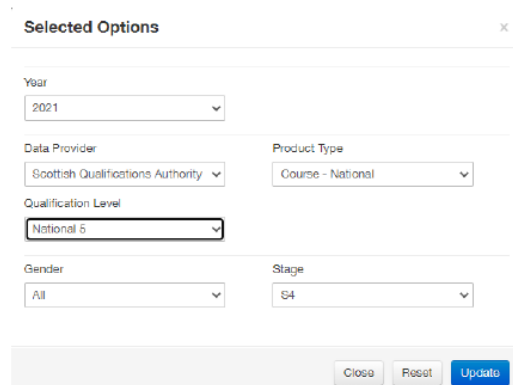 Selected Options ×
Year
2021
Data Provider Product Type
Scottish Qualifications Authority Course - National
Qualification Level
National 5
Gender Stage
All S4
Close Reset Update